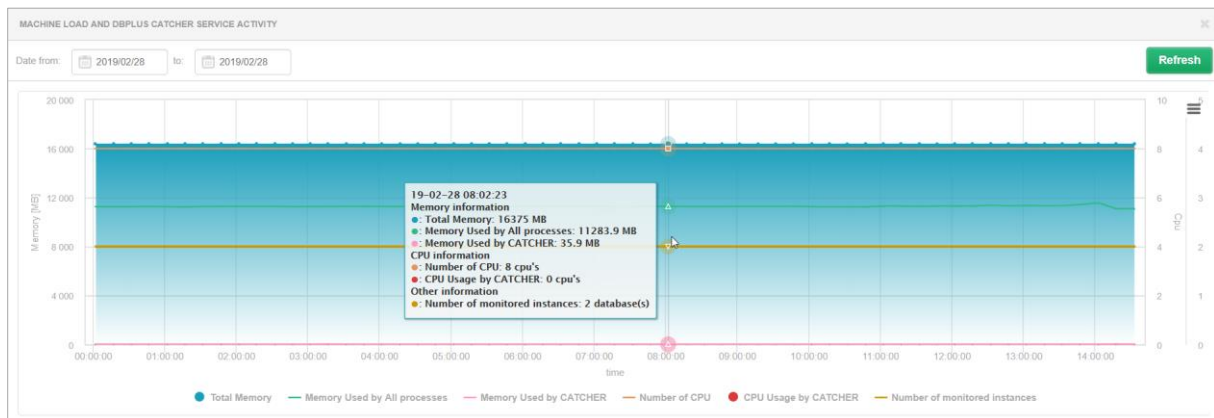 MACHINE LOAD AND DBPLUS CATCHER SERVICE ACTIVITY
Date from: 2019/02/28 to: 2019/02/28 Refresh
20 000 10 5
16 000 8 4
12 000 6 3
8 000 4 2
4 000 2 1
0 0 0
Memory [MB]
Cpu
19-02-28 08:02:23
Memory information
: Total Memory: 16375 MB
: Memory Used by All processes: 11283.9 MB
: Memory Used by CATCHER: 35.9 MB
CPU information
: Number of CPU: 8 cpu's
: CPU Usage by CATCHER: 0 cpu's
Other information
: Number of monitored instances: 2 database(s)
00:00:00 01:00:00 02:00:00 03:00:00 04:00:00 05:00:00 06:00:00 07:00:00 08:00:00 09:00:00 10:00:00 11:00:00 12:00:00 13:00:00 14:00:00
time
Total Memory Memory Used by All processes Memory Used by CATCHER Number of CPU CPU Usage by CATCHER Number of monitored instances